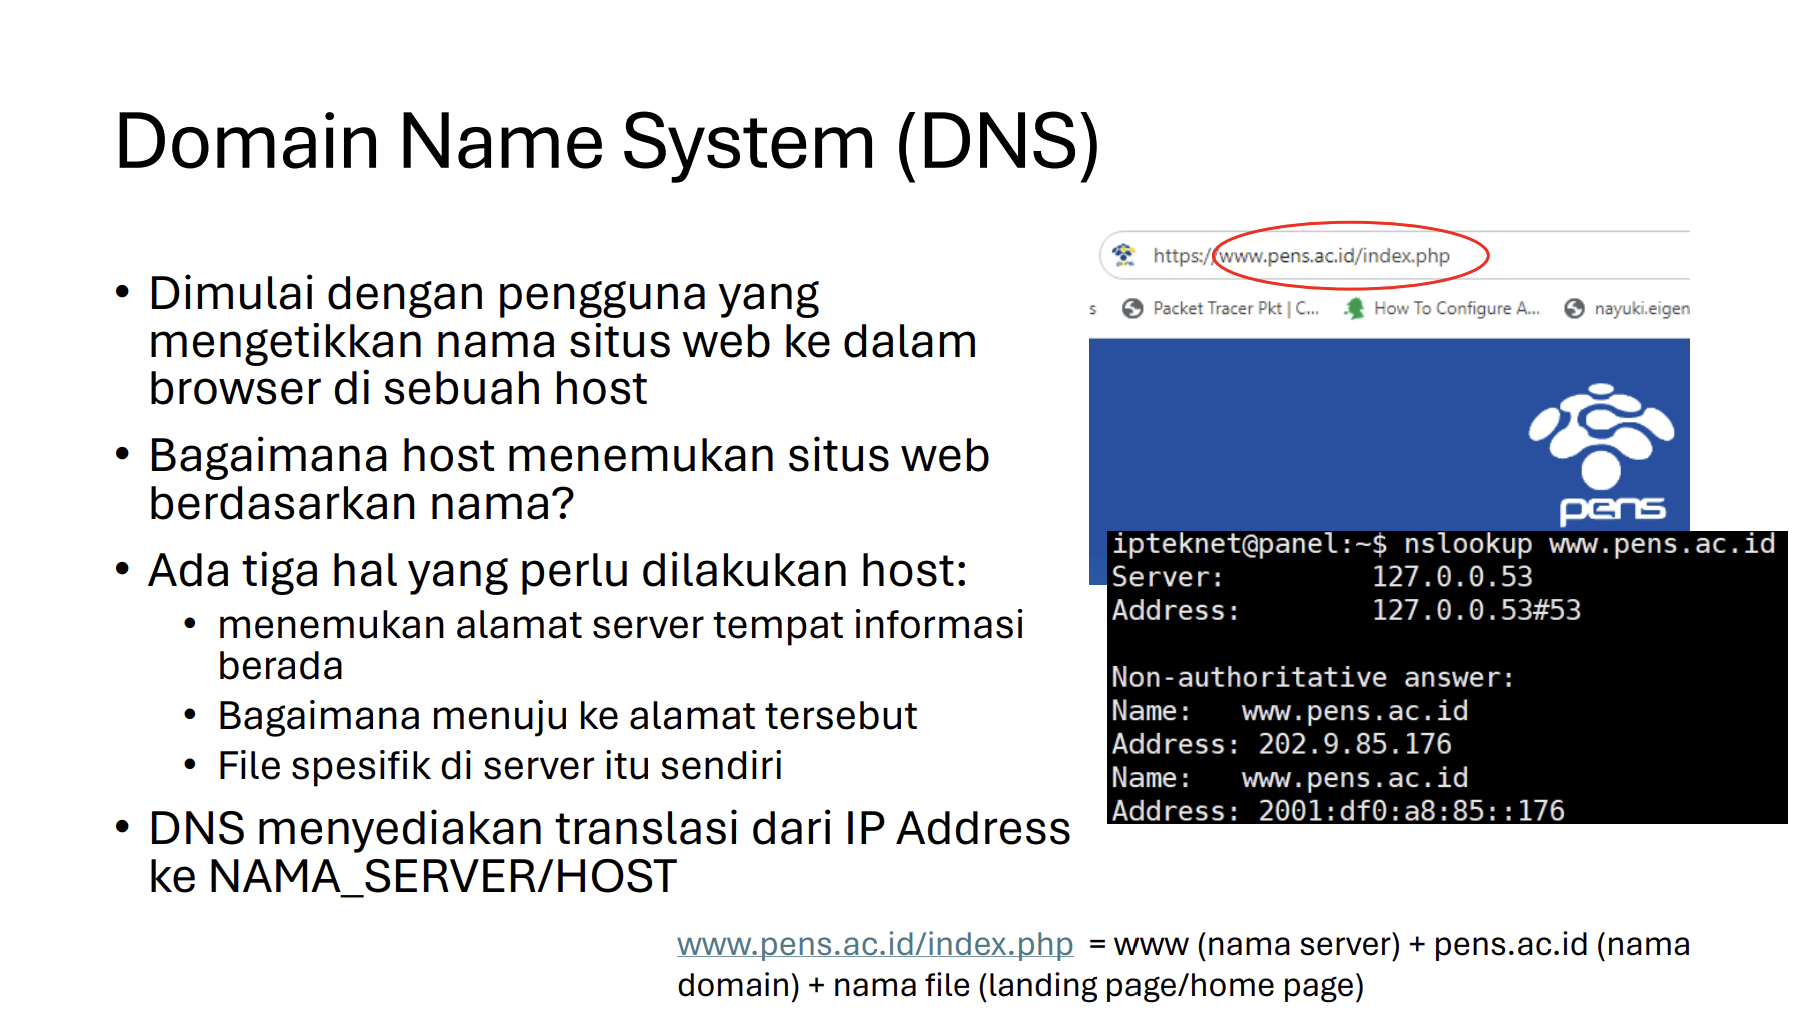 Domain Name System (DNS)
• Dimulai dengan pengguna yang
mengetikkan nama situs web ke dalam
browser di sebuah host
• Bagaimana host menemukan situs web
berdasarkan nama?
• Ada tiga hal yang perlu dilakukan host:
• menemukan alamat server tempat informasi
berada
• Bagaimana menuju ke alamat tersebut
• File spesifik di server itu sendiri
• DNS menyediakan translasi dari IP Address
ke NAMA_SERVER/HOST
https://www.pens.ac.id/index.php
s Packet Tracer Pkt | C... How To Configure A... nayuki.eigen
pens
ipteknet@panel:~$ nslookup www.pens.ac.id
Server: 127.0.0.53
Address: 127.0.0.53#53
Non-authoritative answer:
Name: www.pens.ac.id
Address: 202.9.85.176
Name: www.pens.ac.id
Address: 2001:df0:a8:85::176
www.pens.ac.id/index.php = www (nama server) + pens.ac.id (nama
domain) + nama file (landing page/home page)